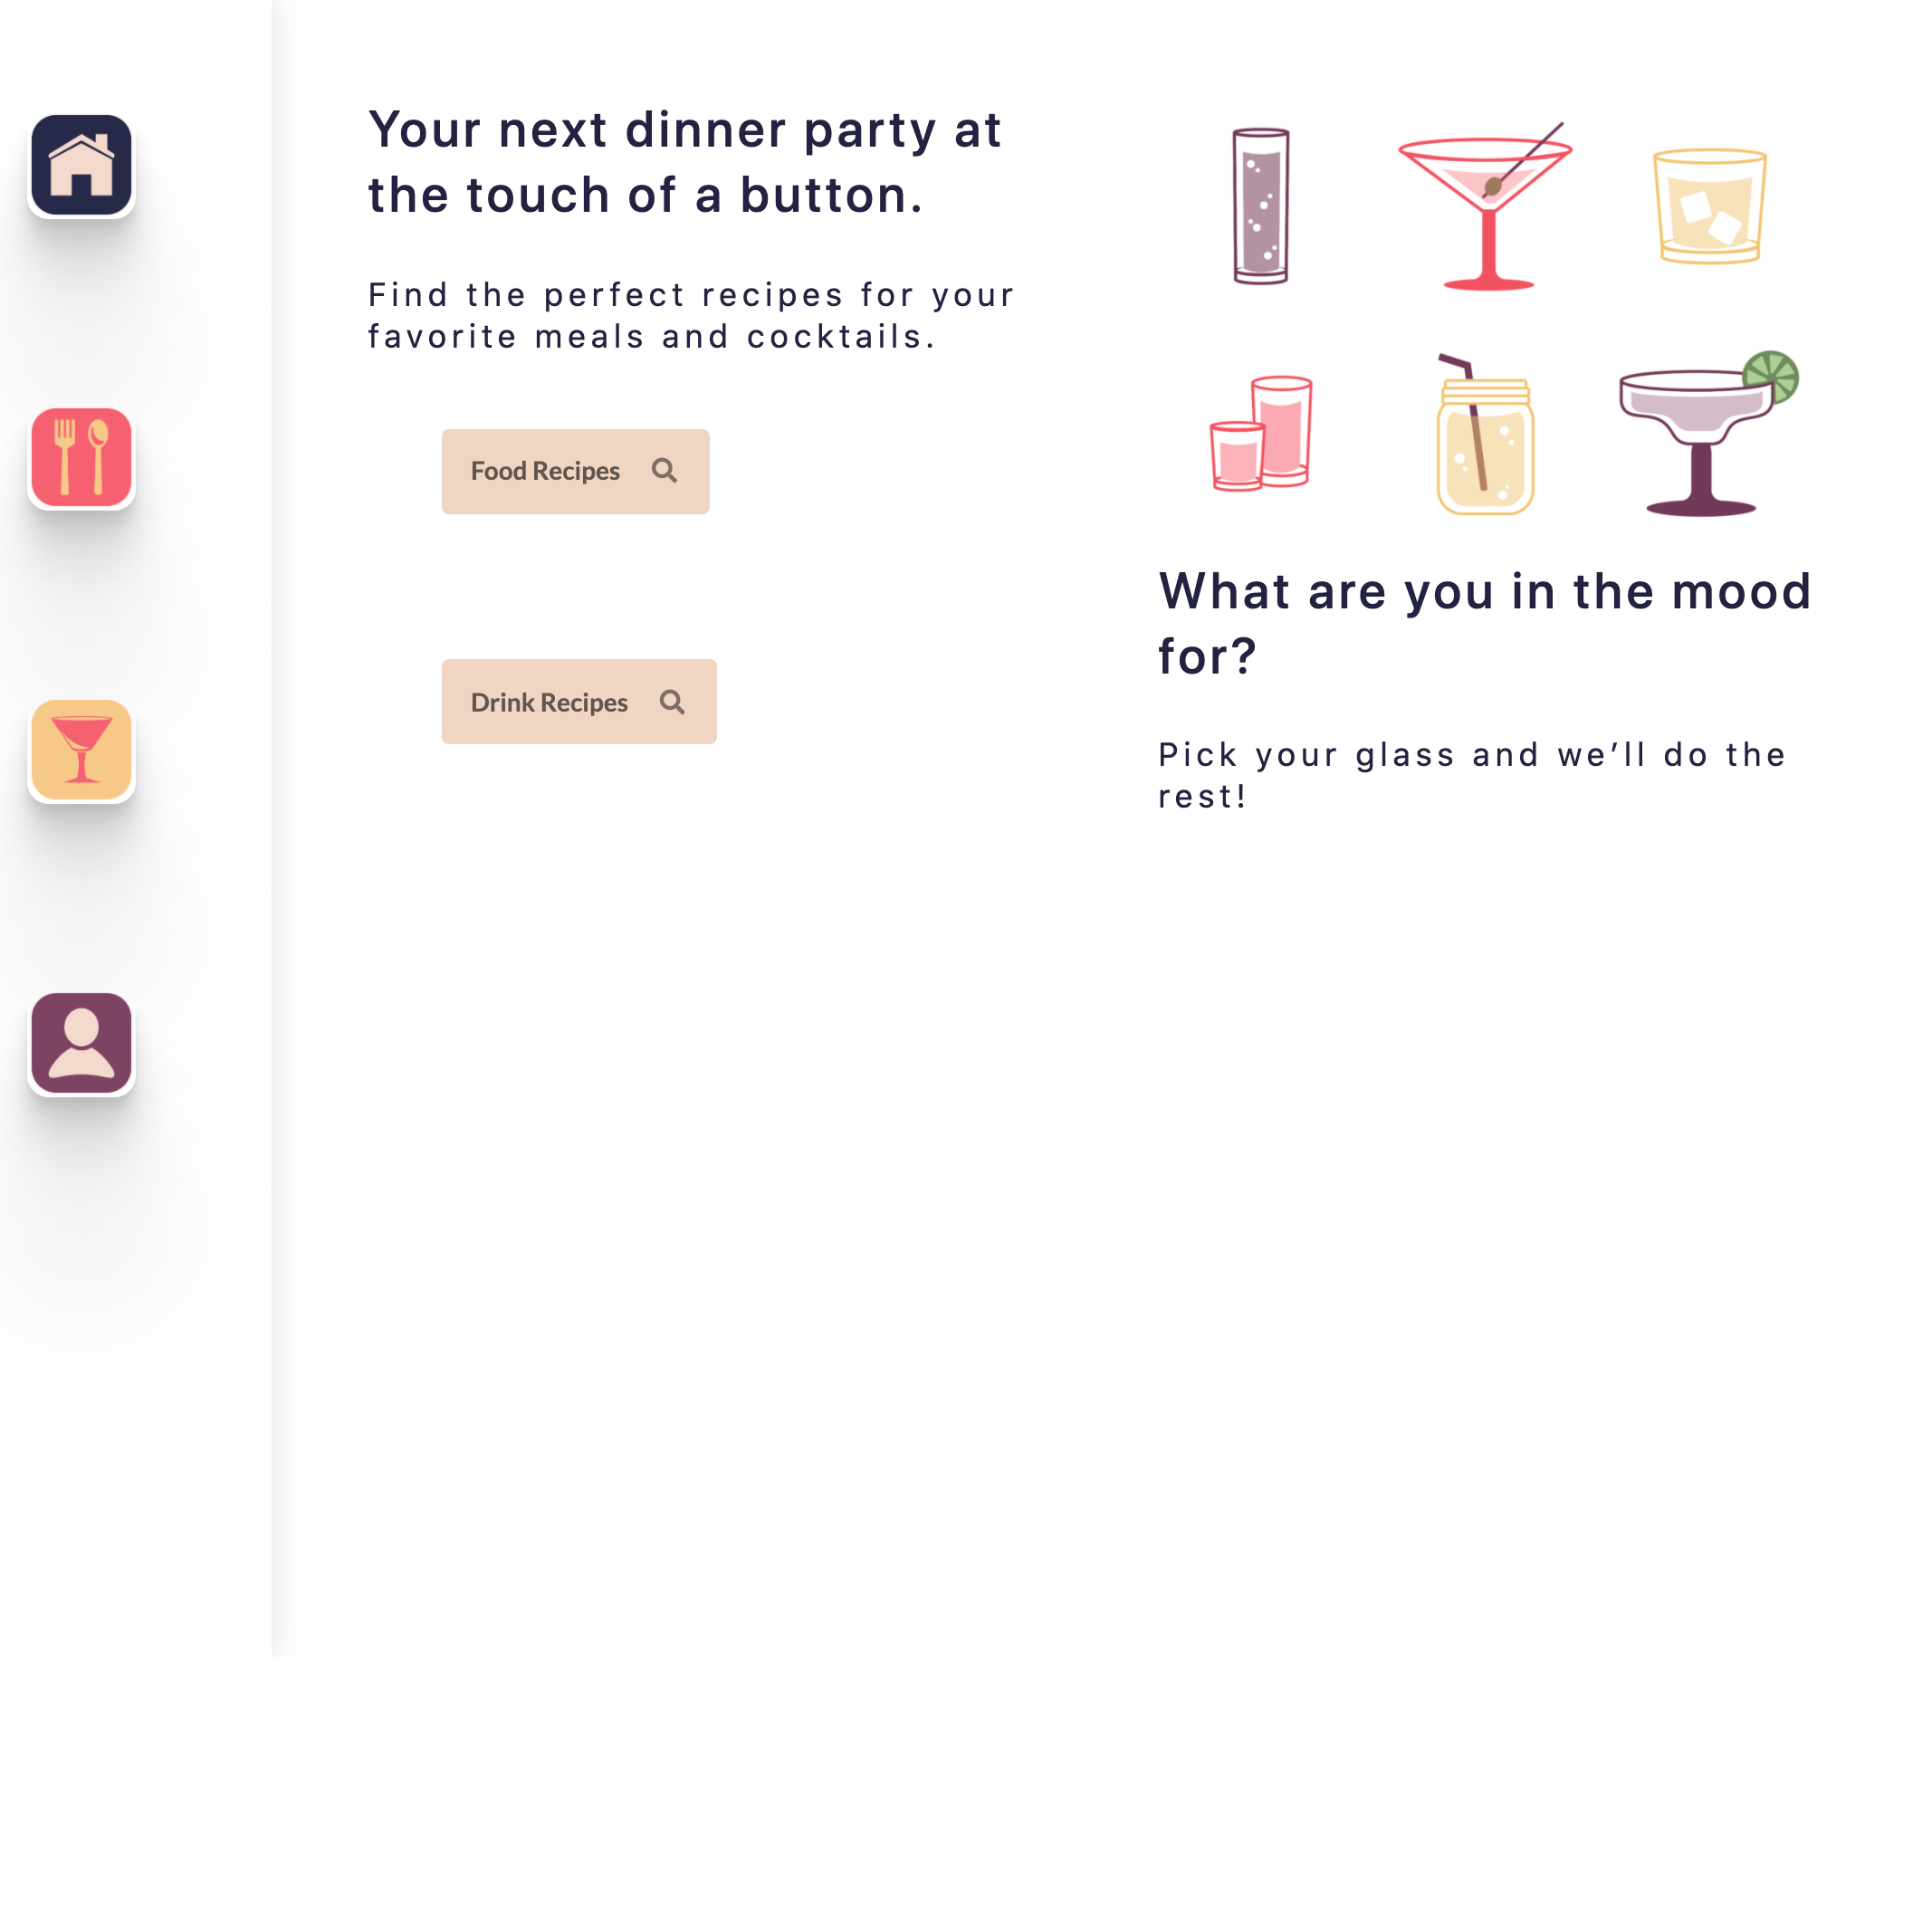 Your next dinner party at
the touch of a button.
Find the perfect recipes for your
favorite meals and cocktails.
Food Recipes
Drink Recipes
What are you in the mood
for?
Pick your glass and we’ll do the
rest!